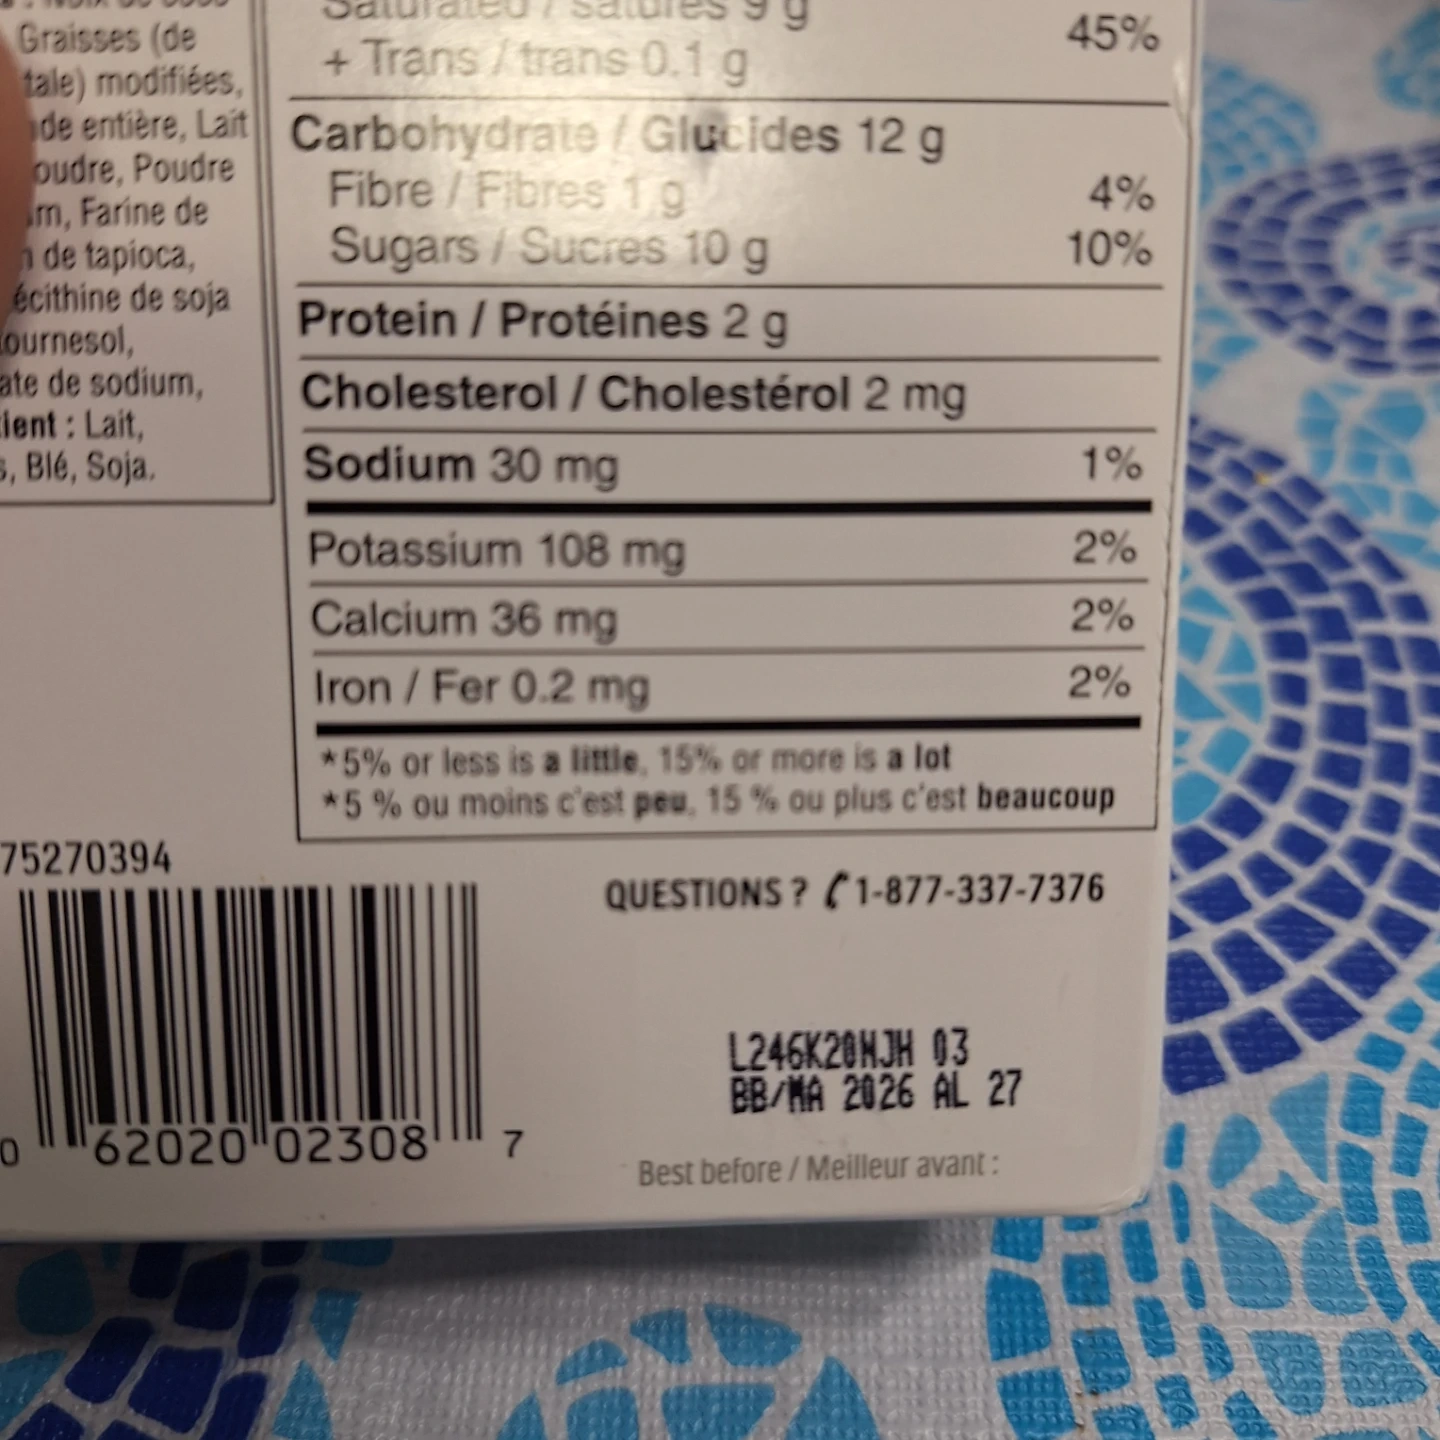 Graisses (de
tale) modifiées,
de entière, Lait
oudre, Poudre
m, Farine de
de tapioca,
écithine de soja
ournesol,
ate de sodium,
ient : Lait,
s, Blé, Soja.
Saturated / saturés 9 g
+ Trans / trans 0.1 g
45%
Carbohydrate / Glucides 12 g
Fibre / Fibres 1 g 4%
Sugars / Sucres 10 g 10%
Protein / Protéines 2 g
Cholesterol / Cholestérol 2 mg
Sodium 30 mg 1%
Potassium 108 mg 2%
Calcium 36 mg 2%
Iron / Fer 0.2 mg 2%
*5% or less is a little, 15% or more is a lot
*5 % ou moins c'est peu, 15 % ou plus c'est beaucoup
75270394
0 62020 02308 7
QUESTIONS ? 1-877-337-7376
L246K20HJH 03
BB/MA 2026 AL 27
Best before / Meilleur avant :